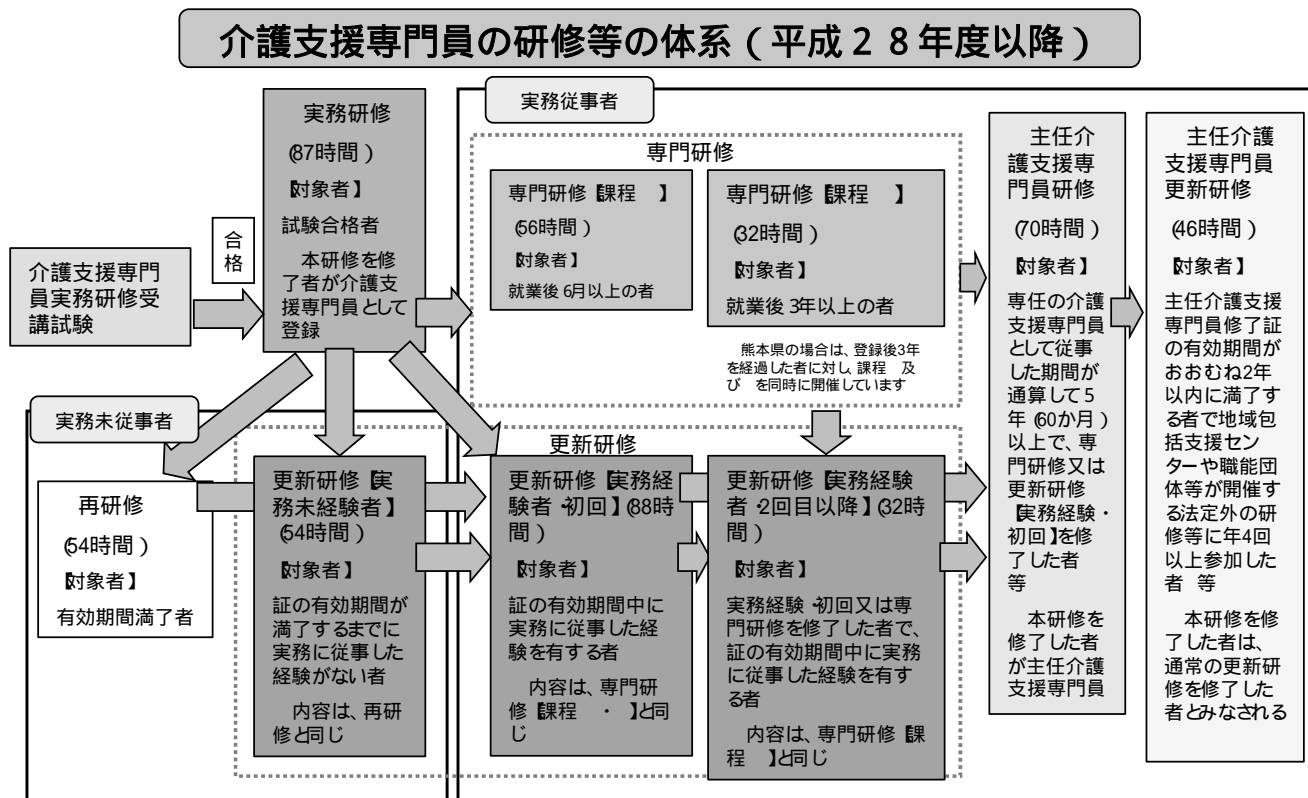 介護支援専門員の研修等の体系（平成２８年度以降）
実務従事者
実務研修
(87時間）
【対象者】
試験合格者
本研修を修
了者が介護支
援専門員として
登録
合
格
介護支援専門
員実務研修受
講試験
専門研修
専門研修【課程　】
(56時間）
【対象者】
就業後6月以上の者
専門研修【課程　】
(32時間）
【対象者】
就業後3年以上の者
熊本県の場合は、登録後3年
を経過した者に対し、課程　及
び　を同時に開催しています
主任介
護支援専
門員研修
(70時間）
【対象者】
専任の介護
支援専門員
として従事
した期間が
通算して５
年（60か月）
以上で、専
門研修又は
更新研修
【実務経験・
初回】を修
了した者
等
本研修を
修了した者
が主任介護
支援専門員
主任介護
支援専門員
更新研修
(46時間）
【対象者】
主任介護支援
専門員修了証
の有効期間が
おおむね2年
以内に満了す
る者で地域包
括支援セン
ターや職能団
体等が開催す
る法定外の研
修等に年4回
以上参加した
者　等
本研修を修
了した者は、
通常の更新研
修を修了した
者とみなされる
実務未従事者
再研修
(54時間）
【対象者】
有効期間満了者
更新研修
更新研修【実
務未経験者】
(54時間）
【対象者】
証の有効期間が
満了するまでに
実務に従事した
経験がない者
内容は、再研
修と同じ
更新研修【実務経
験者・初回】(88時
間）
【対象者】
証の有効期間中に
実務に従事した経
験を有する者
内容は、専門研
修【課程　・　】と同
じ
更新研修【実務経験
者・2回目以降】(32時
間）
【対象者】
実務経験・初回又は専
門研修を修了した者で、
証の有効期間中に実務
に従事した経験を有す
る者
内容は、専門研修【課
程　】と同じ